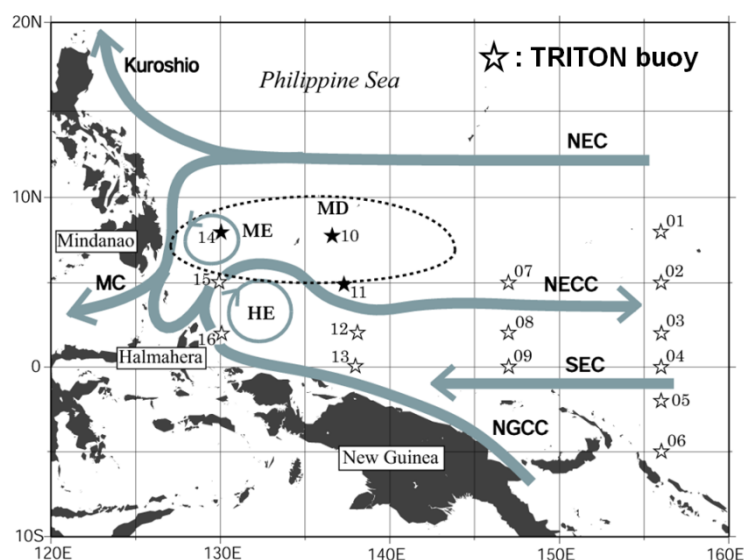 20N
Kuroshio
Philippine Sea
☆: TRITON buoy
NEC
10N
MD
01
14
ME
10
Mindanao
MC
15
07
02
11
NECC
HE
12
08
03
16
Halmahera
13
09
SEC
04
0
05
NGCC
New Guinea
06
10S
120E
130E
140E
150E
160E